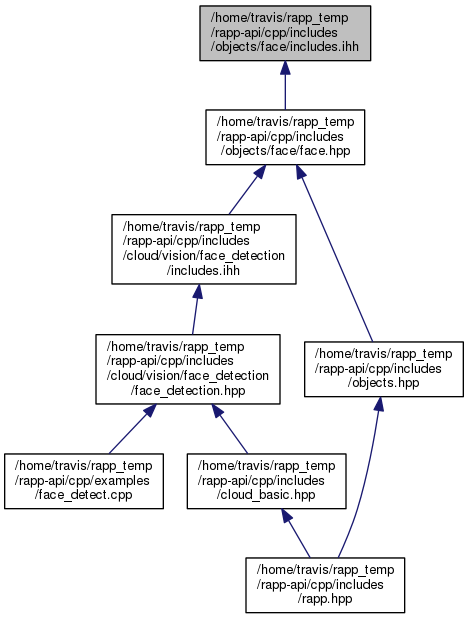 /home/travis/rapp_temp
/rapp-api/cpp/includes
/objects/face/includes.ihh
/home/travis/rapp_temp
/rapp-api/cpp/includes
/objects/face/face.hpp
/home/travis/rapp_temp
/rapp-api/cpp/includes
/cloud/vision/face_detection
/includes.ihh
/home/travis/rapp_temp
/rapp-api/cpp/includes
/cloud/vision/face_detection
/face_detection.hpp
/home/travis/rapp_temp
/rapp-api/cpp/includes
/objects.hpp
/home/travis/rapp_temp
/rapp-api/cpp/examples
/face_detect.cpp
/home/travis/rapp_temp
/rapp-api/cpp/includes
/cloud_basic.hpp
/home/travis/rapp_temp
/rapp-api/cpp/includes
/rapp.hpp